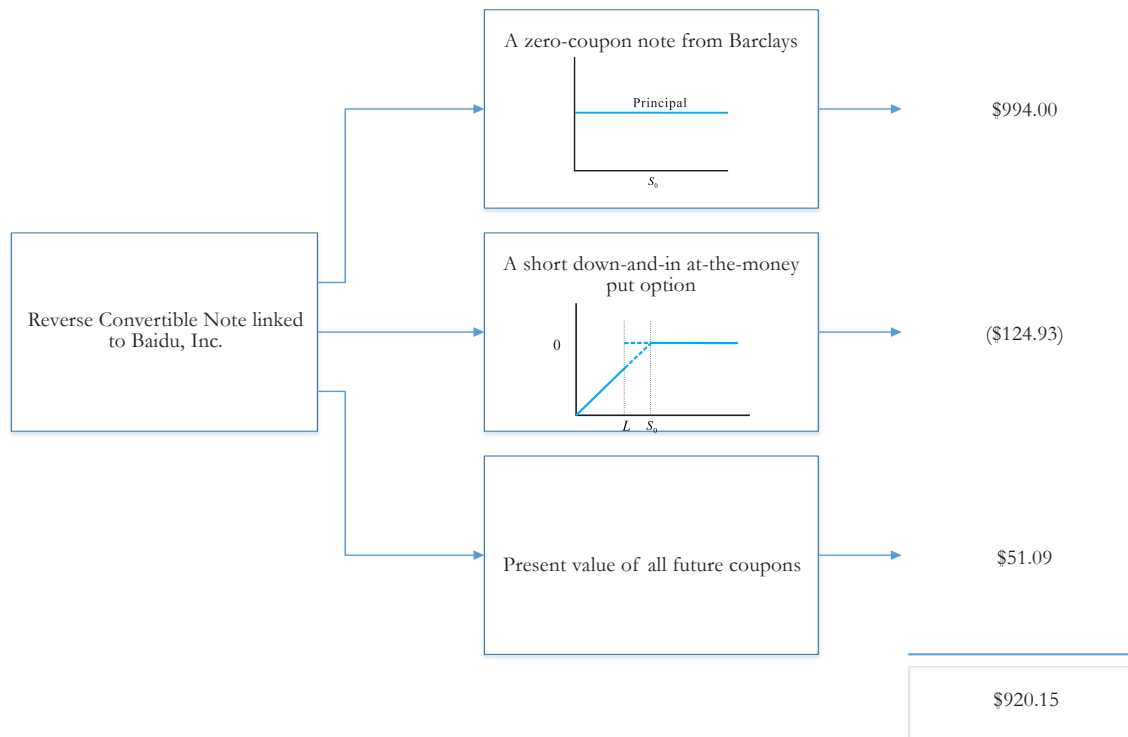 A zero-coupon note from Barclays
Principal
S0
$994.00
Reverse Convertible Note linked
to Baidu, Inc.
A short down-and-in at-the-money
put option
0
L S0
($124.93)
Present value of all future coupons
$51.09
$920.15